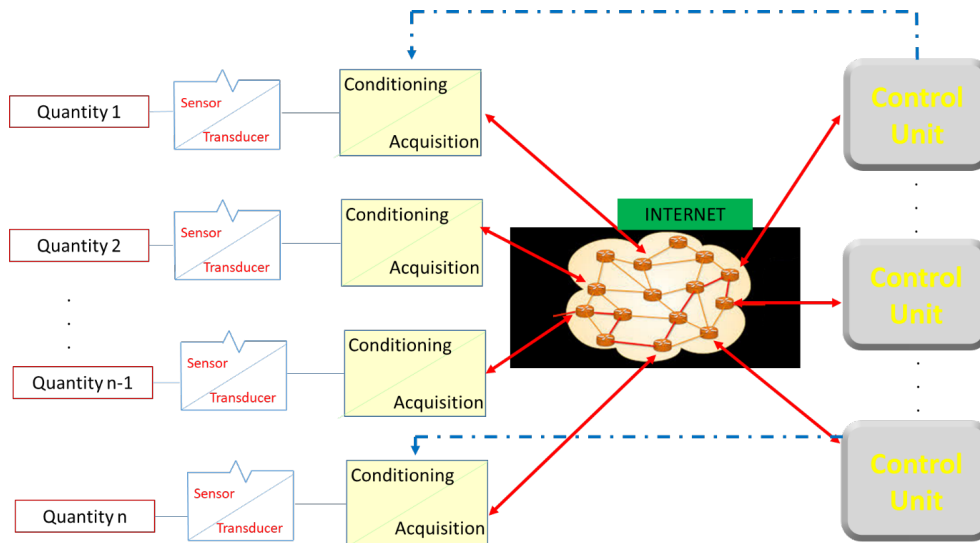 Conditioning
Acquisition
Sensor
Transducer
Quantity 1
Control
Unit
Conditioning
Acquisition
Sensor
Transducer
Quantity 2
INTERNET
Control
Unit
Conditioning
Acquisition
Sensor
Transducer
Quantity n-1
Conditioning
Acquisition
Sensor
Transducer
Quantity n
Control
Unit